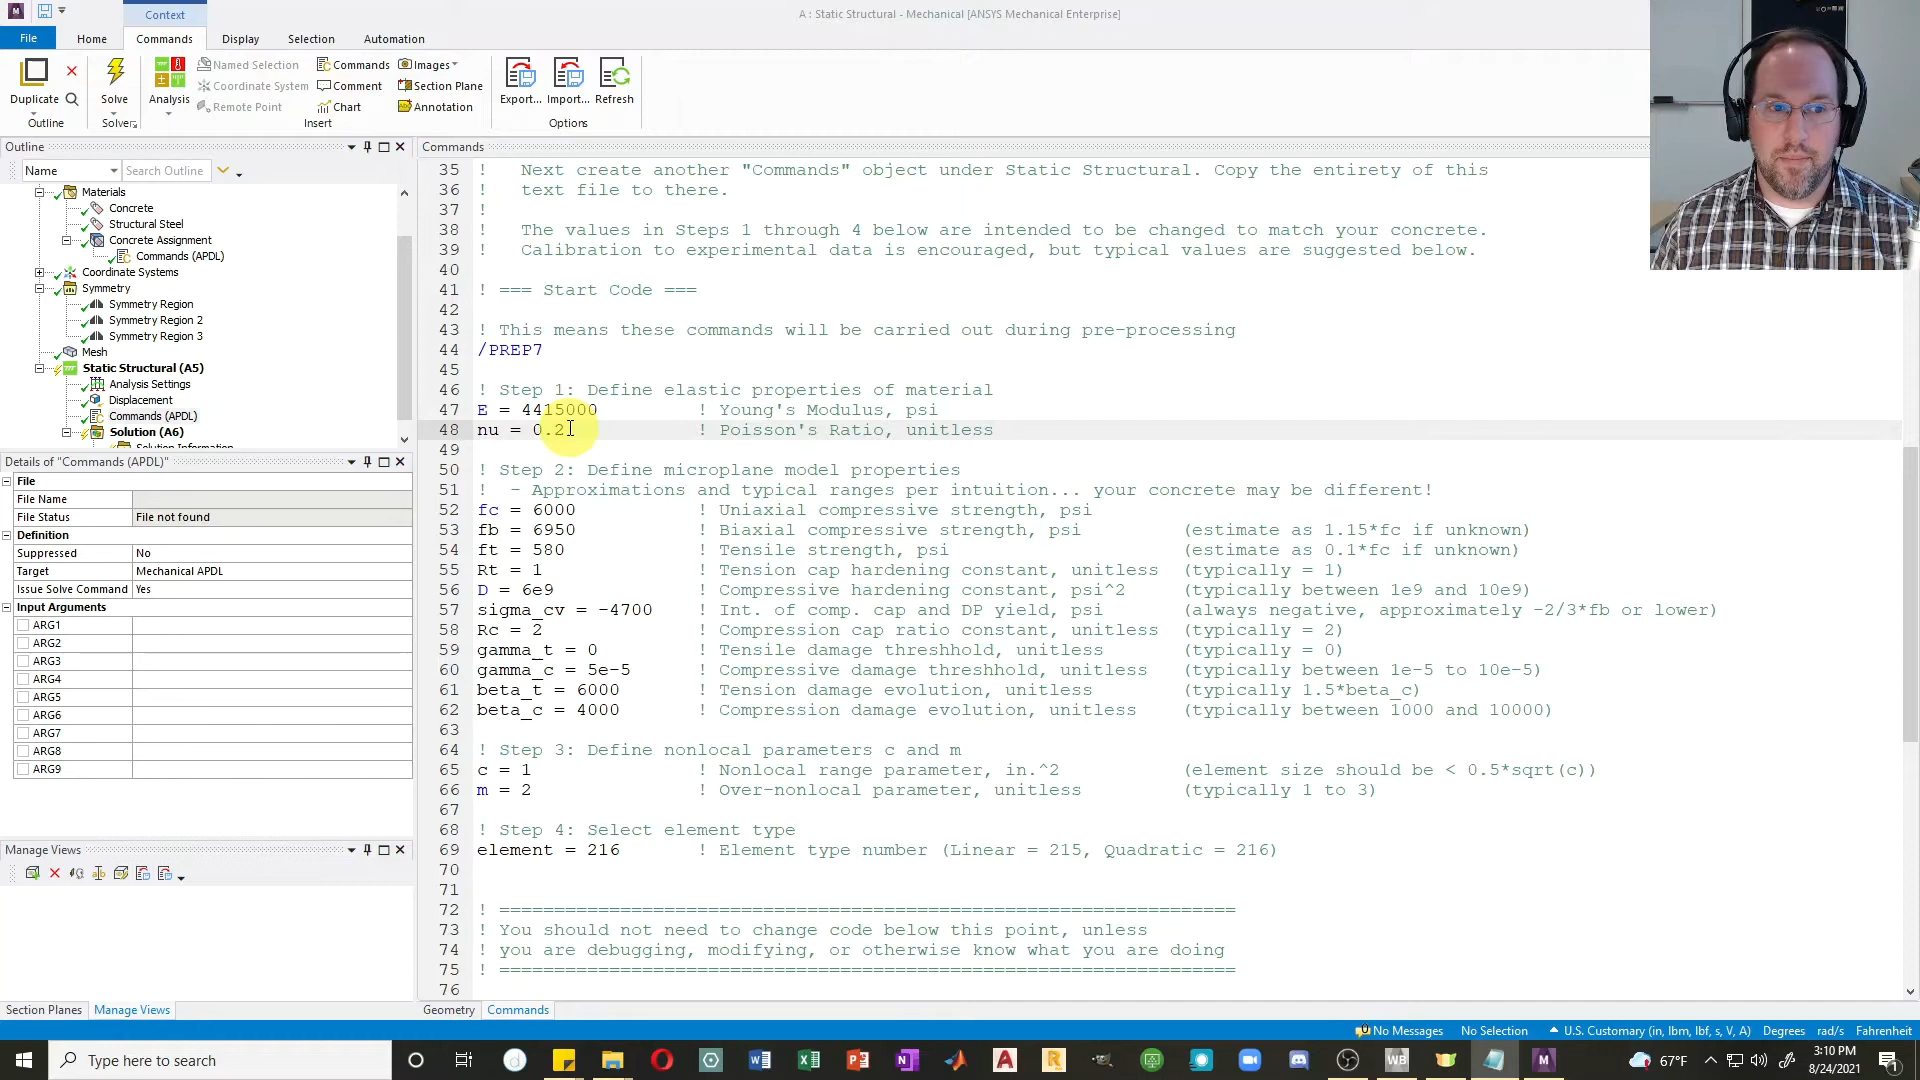 Context
A : Static Structural - Mechanical [ANSYS Mechanical Enterprise]
File
Home
Commands
Display
Selection
Automation
Duplicate
Outline
Solve
Solver
Analysis
Named Selection
Coordinate System
Remote Point
Commands
Comment
Chart
Images
Section Plane
Annotation
Insert
Export...
Import...
Refresh
Options
Outline
Name
Search Outline
Materials
Concrete
Structural Steel
Concrete Assignment
Commands (APDL)
Coordinate Systems
Symmetry
Symmetry Region
Symmetry Region 2
Symmetry Region 3
Mesh
Static Structural (A5)
Analysis Settings
Displacement
Commands (APDL)
Solution (A6)
Solution Information
Details of "Commands (APDL)"
File
File Name
File Status File not found
Definition
Suppressed No
Target Mechanical APDL
Issue Solve Command Yes
Input Arguments
ARG1
ARG2
ARG3
ARG4
ARG5
ARG6
ARG7
ARG8
ARG9
Manage Views
Section Planes
Manage Views
Commands
35 ! Next create another "Commands" object under Static Structural. Copy the entirety of this
36 ! text file to there.
37 !
38 ! The values in Steps 1 through 4 below are intended to be changed to match your concrete.
39 ! Calibration to experimental data is encouraged, but typical values are suggested below.
40
41 ! === Start Code ===
42
43 ! This means these commands will be carried out during pre-processing
44 /PREP7
45
46 ! Step 1: Define elastic properties of material
47 E = 4415000 ! Young's Modulus, psi
48 nu = 0.2 ! Poisson's Ratio, unitless
49
50 ! Step 2: Define microplane model properties
51 ! - Approximations and typical ranges per intuition... your concrete may be different!
52 fc = 6000 ! Uniaxial compressive strength, psi
53 fb = 6950 ! Biaxial compressive strength, psi (estimate as 1.15*fc if unknown)
54 ft = 580 ! Tensile strength, psi (estimate as 0.1*fc if unknown)
55 Rt = 1 ! Tension cap hardening constant, unitless (typically = 1)
56 D = 6e9 ! Compressive hardening constant, psi^2 (typically between 1e9 and 10e9)
57 sigma_cv = -4700 ! Int. of comp. cap and DP yield, psi (always negative, approximately -2/3*fb or lower)
58 Rc = 2 ! Compression cap ratio constant, unitless (typically = 2)
59 gamma_t = 0 ! Tensile damage threshhold, unitless (typically = 0)
60 gamma_c = 5e-5 ! Compressive damage threshhold, unitless (typically between 1e-5 to 10e-5)
61 beta_t = 6000 ! Tension damage evolution, unitless (typically 1.5*beta_c)
62 beta_c = 4000 ! Compression damage evolution, unitless (typically between 1000 and 10000)
63
64 ! Step 3: Define nonlocal parameters c and m
65 c = 1 ! Nonlocal range parameter, in.^2 (element size should be < 0.5*sqrt(c))
66 m = 2 ! Over-nonlocal parameter, unitless (typically 1 to 3)
67
68 ! Step 4: Select element type
69 element = 216 ! Element type number (Linear = 215, Quadratic = 216)
70
71
72 ! ===================================================================
73 ! You should not need to change code below this point, unless
74 ! you are debugging, modifying, or otherwise know what you are doing
75 ! ===================================================================
76
Geometry
Commands
No Messages
No Selection
U.S. Customary (in, lbm, lbf, s, V, A)
Degrees
rad/s
Fahrenheit
Type here to search
67°F
3:10 PM
8/24/2021